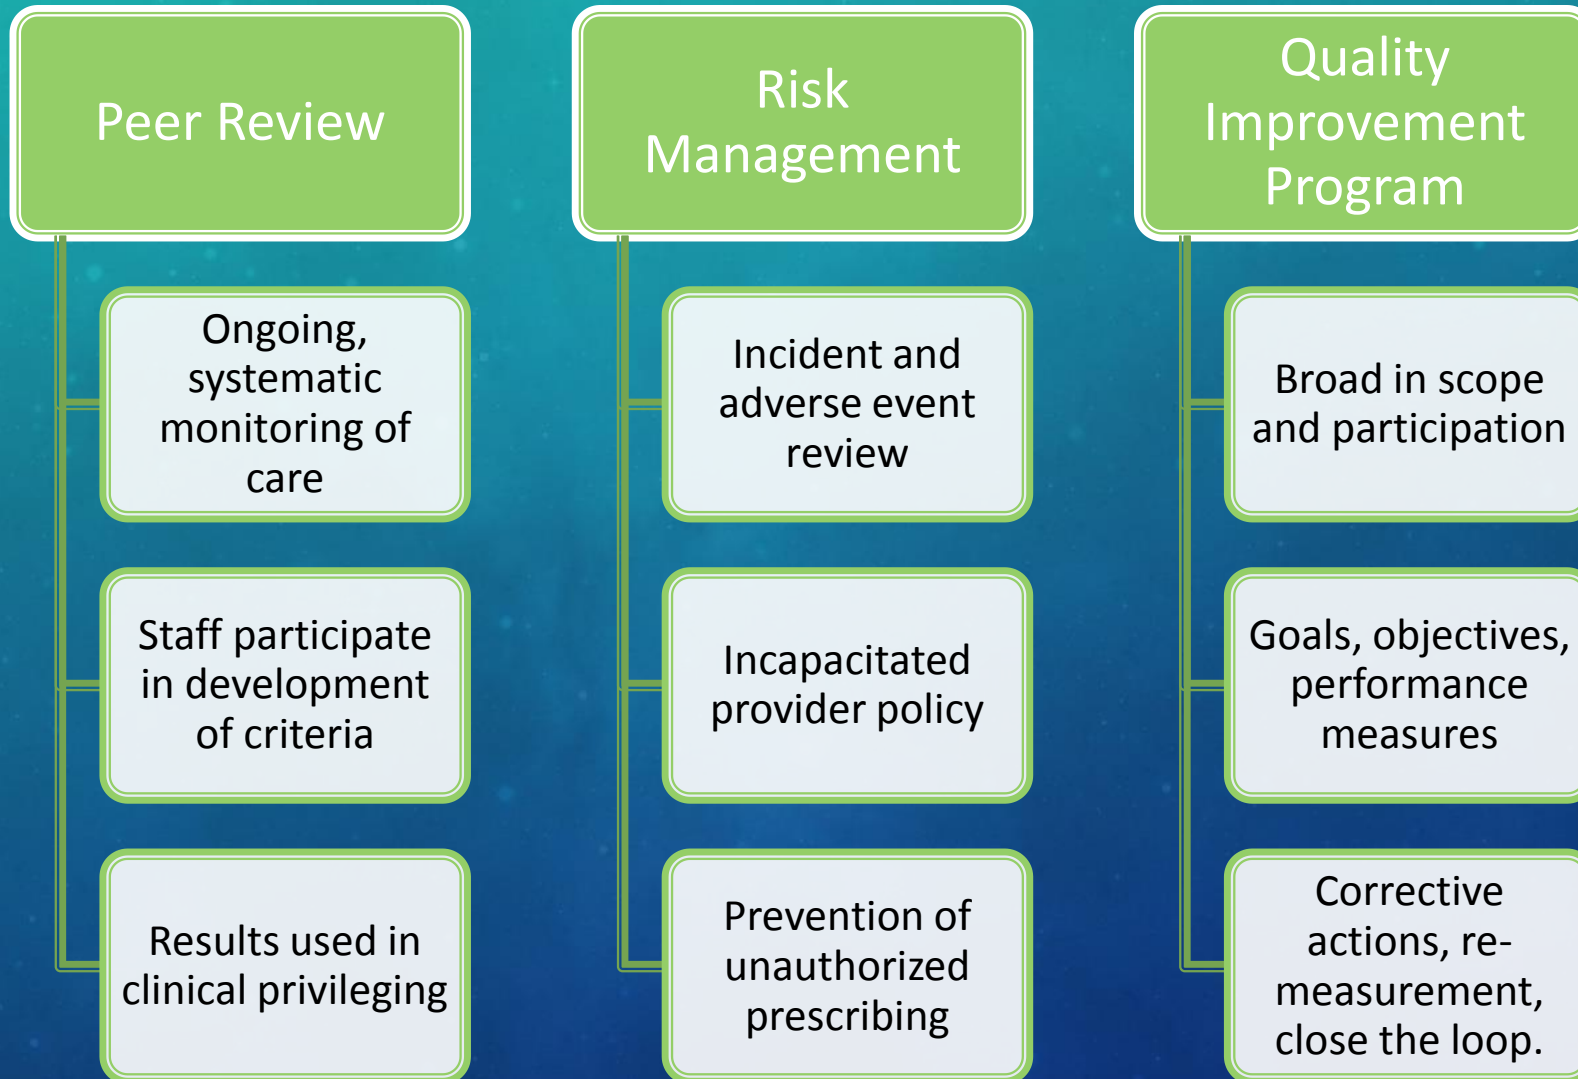 Peer Review
Ongoing,
systematic
monitoring of
care
Staff participate
in development
of criteria
Results used in
clinical privileging
Risk
Management
Incident and
adverse event
review
Incapacitated
provider policy
Prevention of
unauthorized
prescribing
Quality
Improvement
Program
Broad in scope
and participation
Goals, objectives,
performance
measures
Corrective
actions, re-
measurement,
close the loop.